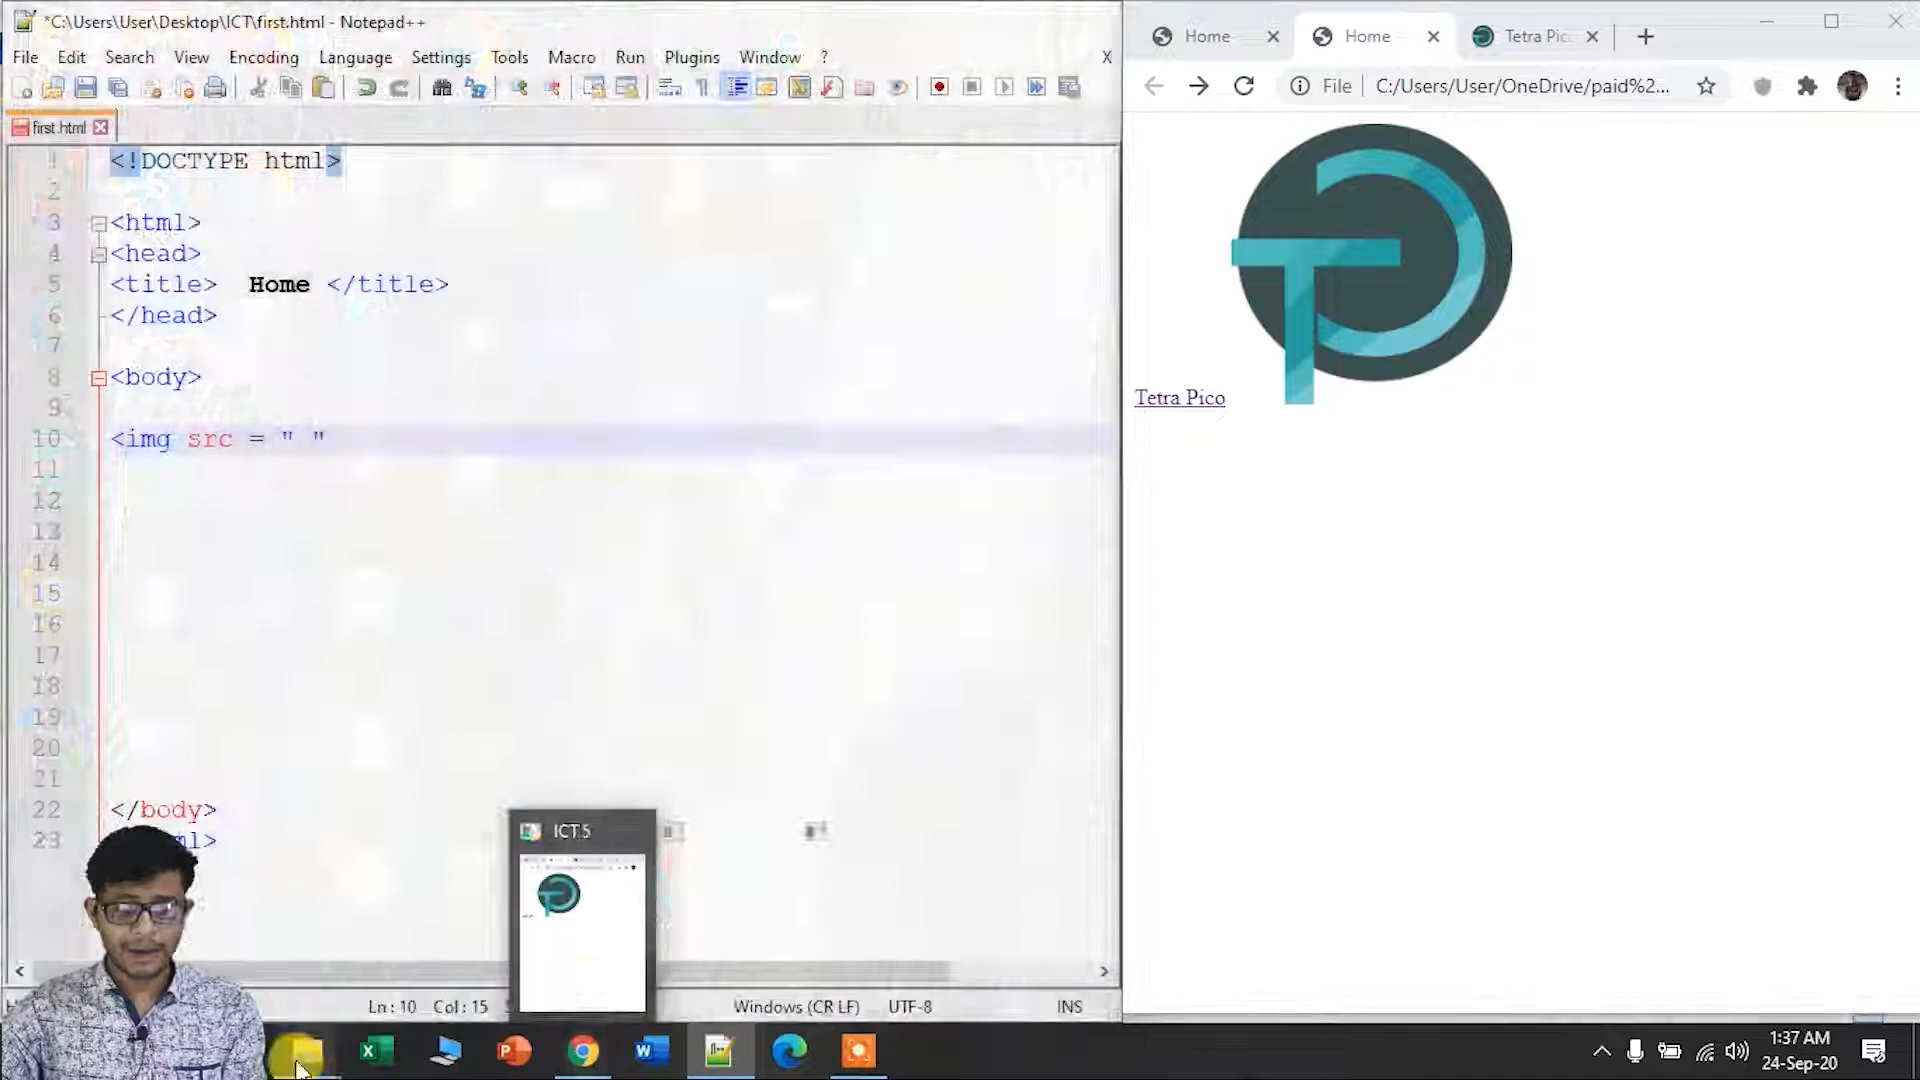 *C:\Users\User\Desktop\ICT\first.html - Notepad++
File Edit Search View Encoding Language Settings Tools Macro Run Plugins Window ? X
first.html
1 <!DOCTYPE html>
2
3 <html>
4 <head>
5 <title> Home </title>
6 </head>
7
8 <body>
9
10 <img src = " "
11
12
13
14
15
16
17
18
19
20
21
22 </body>
23 ml>
Ln: 10 Col: 15 Windows (CR LF) UTF-8 INS
ICT 5
Home Home Tetra Pic
File C:/Users/User/OneDrive/paid%2...
Tetra Pico
1:37 AM
24-Sep-20